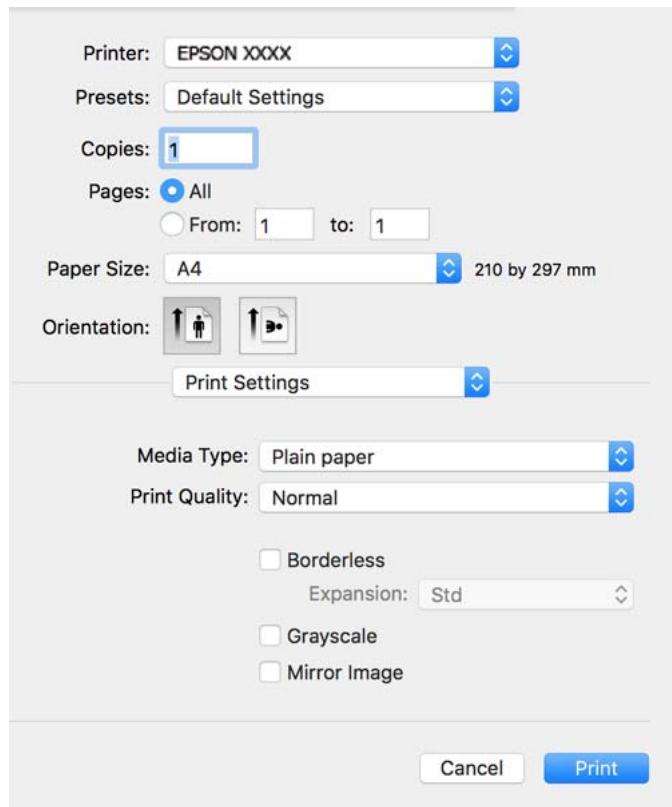 Printer: EPSON XXXX
Presets: Default Settings
Copies: 1
Pages: All
From: 1 to: 1
Paper Size: A4 210 by 297 mm
Orientation:
Print Settings
Media Type: Plain paper
Print Quality: Normal
Borderless
Expansion: Std
Grayscale
Mirror Image
Cancel Print